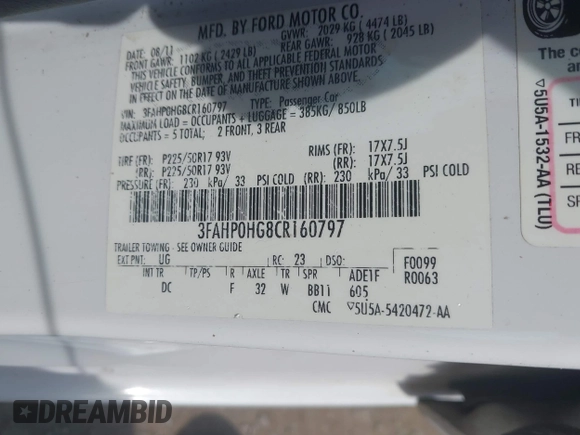 MFD. BY FORD MOTOR CO.
DATE: 08/11 GVWR: 2029 KG ( 4474 LB)
FRONT GAWR: 1102 KG ( 2429 LB) REAR GAWR: 928 KG ( 2045 LB)
THIS VEHICLE CONFORMS TO ALL APPLICABLE FEDERAL MOTOR
VEHICLE SAFETY, BUMPER, AND THEFT PREVENTION STANDARDS IN
EFFECT ON THE DATE OF MANUFACTURE SHOWN ABOVE.
VIN: 3FAHP0HG8CR160797 TYPE: Passenger Car
MAXIMUM LOAD = OCCUPANTS + LUGGAGE = 385KG/ 850LB
OCCUPANTS = 5 TOTAL; 2 FRONT, 3 REAR
TIRE (FR): P225/50R17 93V RIMS (FR): 17X7.5J
(RR): P225/50R17 93V (RR): 17X7.5J
PRESSURE (FR): 230 kPa/ 33 PSI COLD (RR): 230 kPa/ 33 PSI COLD
3FAHP0HG8CR160797
TRAILER TOWING - SEE OWNER GUIDE
EXT PNT: UG RC: 23 DSO: F0099
R0063
INT TR TP/PS R AXLE TR SPR ADE1F
DC F 32 W BB11 605
CMC ▽5U5A-5420472-AA
The c
▽5U5A-1532-AA (TLU)
TI
FR
RE
SP
DREAMBID